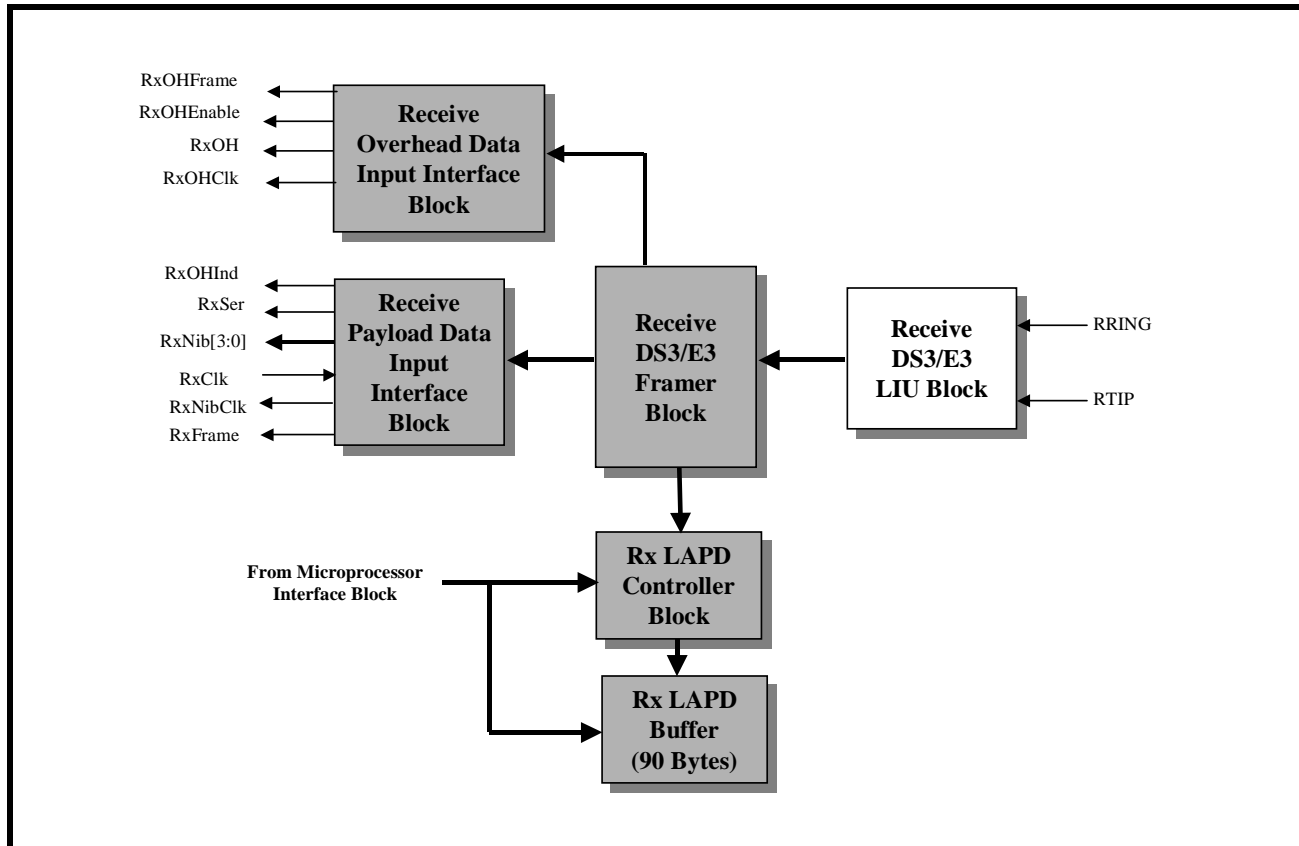 RxOHFrame
RxOHEnable
RxOH
RxOHClk
Receive
Overhead Data
Input Interface
Block
RxOHInd
RxSer
RxNib[3:0]
RxClk
RxNibClk
RxFrame
Receive
Payload Data
Input
Interface
Block
Receive
DS3/E3
Framer
Block
Receive
DS3/E3
LIU Block
RRING
RTIP
From Microprocessor
Interface Block
Rx LAPD
Controller
Block
Rx LAPD
Buffer
(90 Bytes)